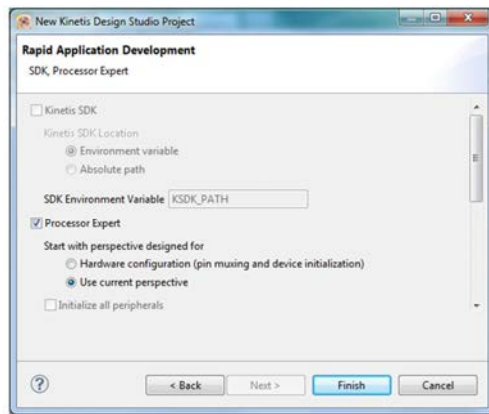 New Kinetis Design Studio Project
Rapid Application Development
SDK, Processor Expert
Kinetis SDK
Kinetis SDK Location
Environment variable
Absolute path
SDK Environment Variable KSDK_PATH
Processor Expert
Start with perspective designed for
Hardware configuration (pin muxing and device initialization)
Use current perspective
Initialize all peripherals
? < Back Next > Finish Cancel